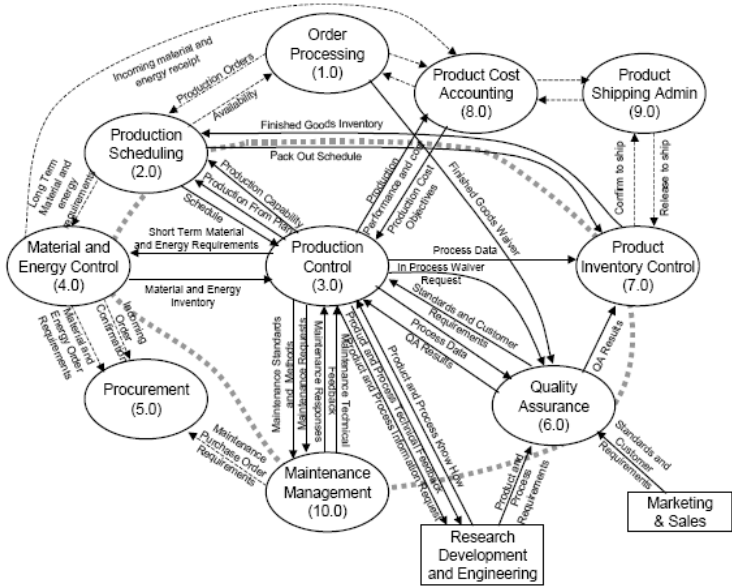 Order
Processing
(1.0)
Product Cost
Accounting
(8.0)
Product
Shipping Admin
(9.0)
Incoming material and
energy receipt
Production Orders
Availability
Production
Scheduling
(2.0)
Finished Goods Inventory
Pack Out Schedule
Long Term
Material and
energy
requirements
Production
Performance and cost
Production Cost
Objectives
Finished Goods Waiver
Confirm to ship
Release to ship
Production Capability
Production From Plan
Schedule
Short Term Material
and Energy Requirements
Material and
Energy Control
(4.0)
Production
Control
(3.0)
Process Data
In Process Waiver
Request
Product
Inventory Control
(7.0)
Material and Energy
Inventory
Standards and Customer
Requirements
Process Data
QA Results
QA Results
Incoming
Order
Confirmation
Material and
Energy Order
Requirements
Procurement
(5.0)
Maintenance Standards
and Methods
Maintenance Requests
Maintenance Responses
Maintenance Technical
Feedback
Product and Process Know How
Product and Process Technical Feedback
Product and Process Information Request
Quality
Assurance
(6.0)
Maintenance
Purchase Order
Requirements
Maintenance
Management
(10.0)
Product and
Process
Requirements
Standards and
Customer
Requirements
Marketing
& Sales
Research
Development
and Engineering